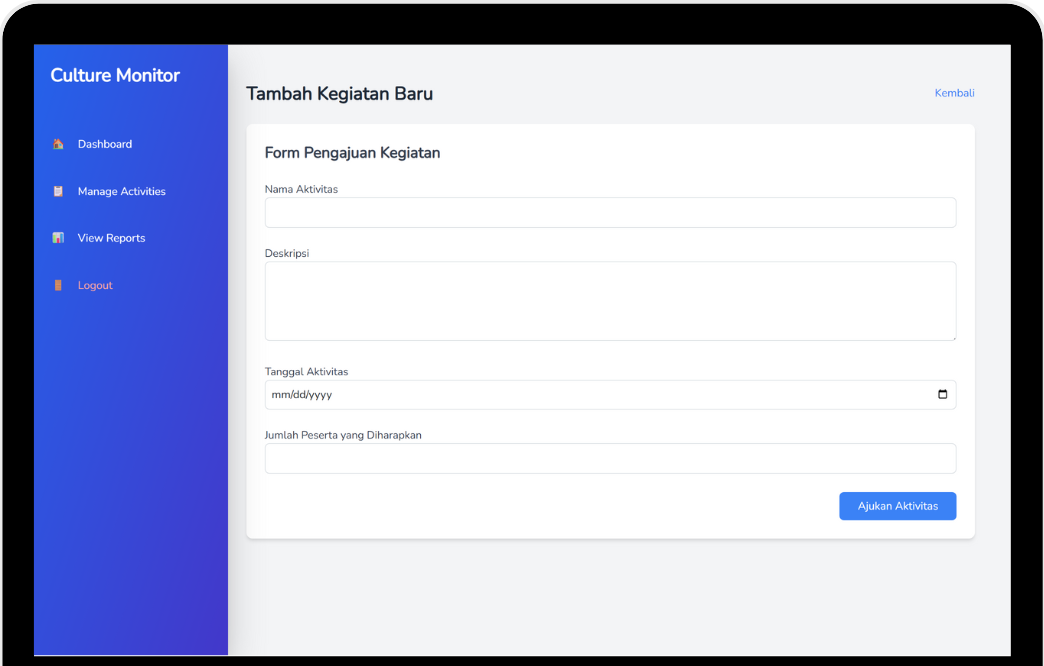 Culture Monitor
Dashboard
Manage Activities
View Reports
Logout
Tambah Kegiatan Baru
Kembali
Form Pengajuan Kegiatan
Nama Aktivitas
Deskripsi
Tanggal Aktivitas
mm/dd/yyyy
Jumlah Peserta yang Diharapkan
Ajukan Aktivitas